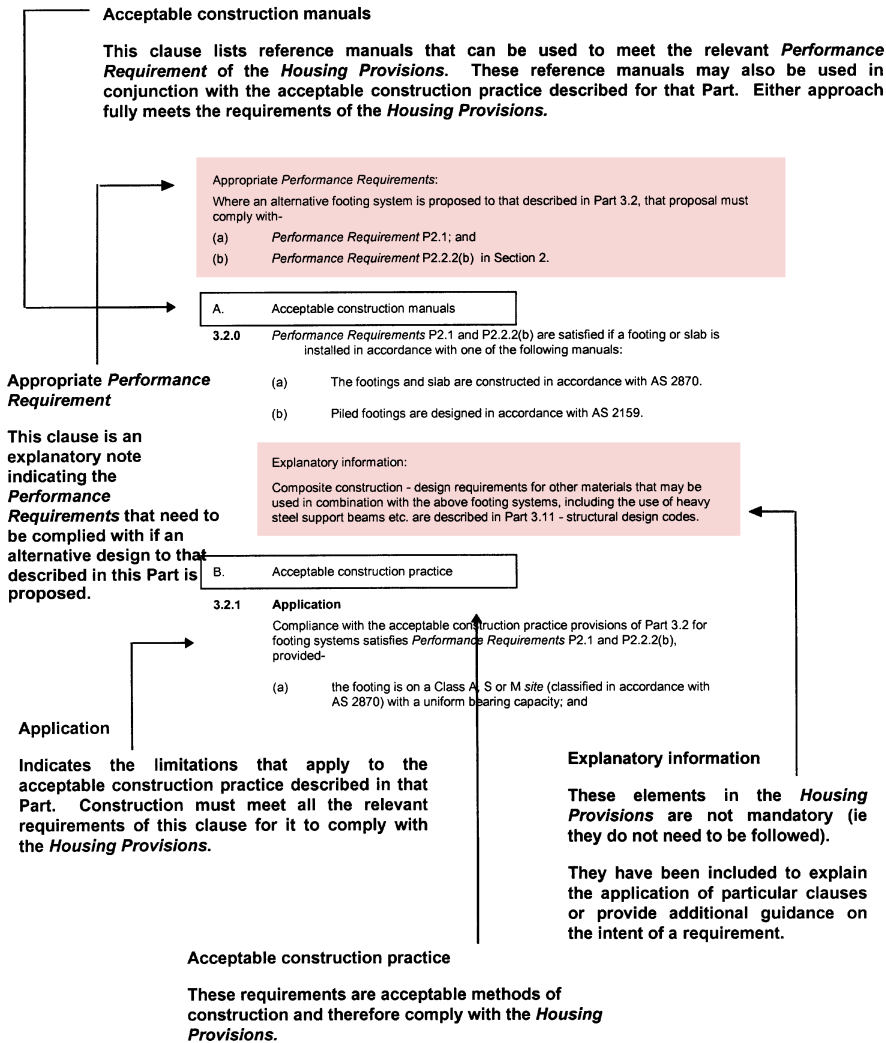 Acceptable construction manuals
This clause lists reference manuals that can be used to meet the relevant Performance
Requirement of the Housing Provisions. These reference manuals may also be used in
conjunction with the acceptable construction practice described for that Part. Either approach
fully meets the requirements of the Housing Provisions.
Appropriate Performance Requirements:
Where an alternative footing system is proposed to that described in Part 3.2, that proposal must
comply with-
(a) Performance Requirement P2.1; and
(b) Performance Requirement P2.2.2(b) in Section 2.
A. Acceptable construction manuals
3.2.0 Performance Requirements P2.1 and P2.2.2(b) are satisfied if a footing or slab is
installed in accordance with one of the following manuals:
(a) The footings and slab are constructed in accordance with AS 2870.
(b) Piled footings are designed in accordance with AS 2159.
Appropriate Performance
Requirement
This clause is an
explanatory note
indicating the
Performance
Requirements that need to
be complied with if an
alternative design to that
described in this Part is
proposed.
Explanatory information:
Composite construction - design requirements for other materials that may be
used in combination with the above footing systems, including the use of heavy
steel support beams etc. are described in Part 3.11 - structural design codes.
B. Acceptable construction practice
3.2.1 Application
Compliance with the acceptable construction practice provisions of Part 3.2 for
footing systems satisfies Performance Requirements P2.1 and P2.2.2(b),
provided-
(a) the footing is on a Class A, S or M site (classified in accordance with
AS 2870) with a uniform bearing capacity; and
Application
Indicates the limitations that apply to the
acceptable construction practice described in that
Part. Construction must meet all the relevant
requirements of this clause for it to comply with
the Housing Provisions.
Explanatory information
These elements in the Housing
Provisions are not mandatory (ie
they do not need to be followed).
They have been included to explain
the application of particular clauses
or provide additional guidance on
the intent of a requirement.
Acceptable construction practice
These requirements are acceptable methods of
construction and therefore comply with the Housing
Provisions.